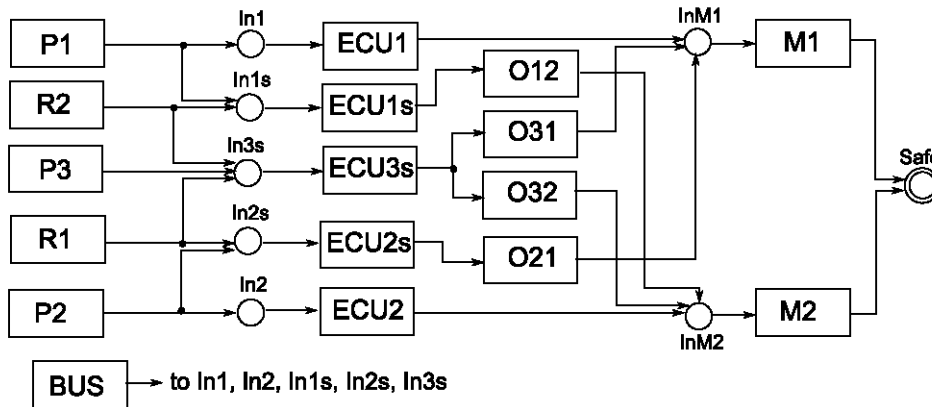 In1
InM1
P1
ECU1
M1
In1s
O12
R2
ECU1s
O31
In3s
Safe
P3
ECU3s
O32
In2s
R1
ECU2s
O21
In2
P2
ECU2
M2
InM2
BUS
to In1, In2, In1s, In2s, In3s